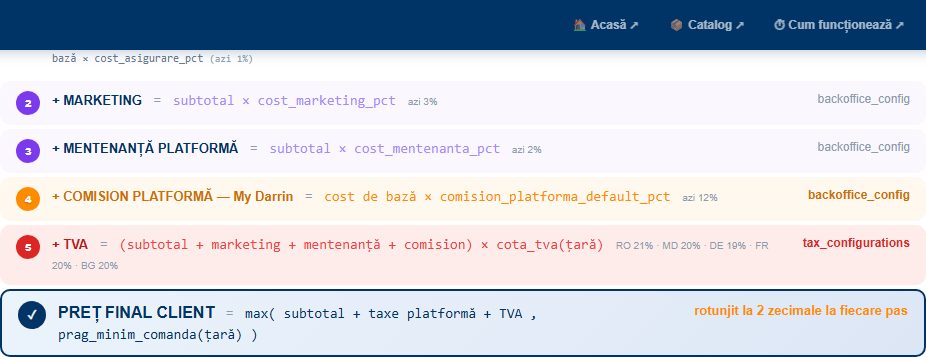 Acasă ↗ Catalog ↗ Cum funcționează ↗
bază × cost_asigurare_pct (azi 1%)
2 + MARKETING = subtotal × cost_marketing_pct azi 3% backoffice_config
3 + MENTENANȚĂ PLATFORMĂ = subtotal × cost_mentenanta_pct azi 2% backoffice_config
4 + COMISION PLATFORMĂ — My Darrin = cost de bază × comision_platforma_default_pct azi 12% backoffice_config
5 + TVA = (subtotal + marketing + mentenanță + comision) × cota_tva(țară) RO 21% · MD 20% · DE 19% · FR tax_configurations
20% · BG 20%
✓ PREȚ FINAL CLIENT = max( subtotal + taxe platformă + TVA , rotunjit la 2 zecimale la fiecare pas
prag_minim_comanda(țară) )